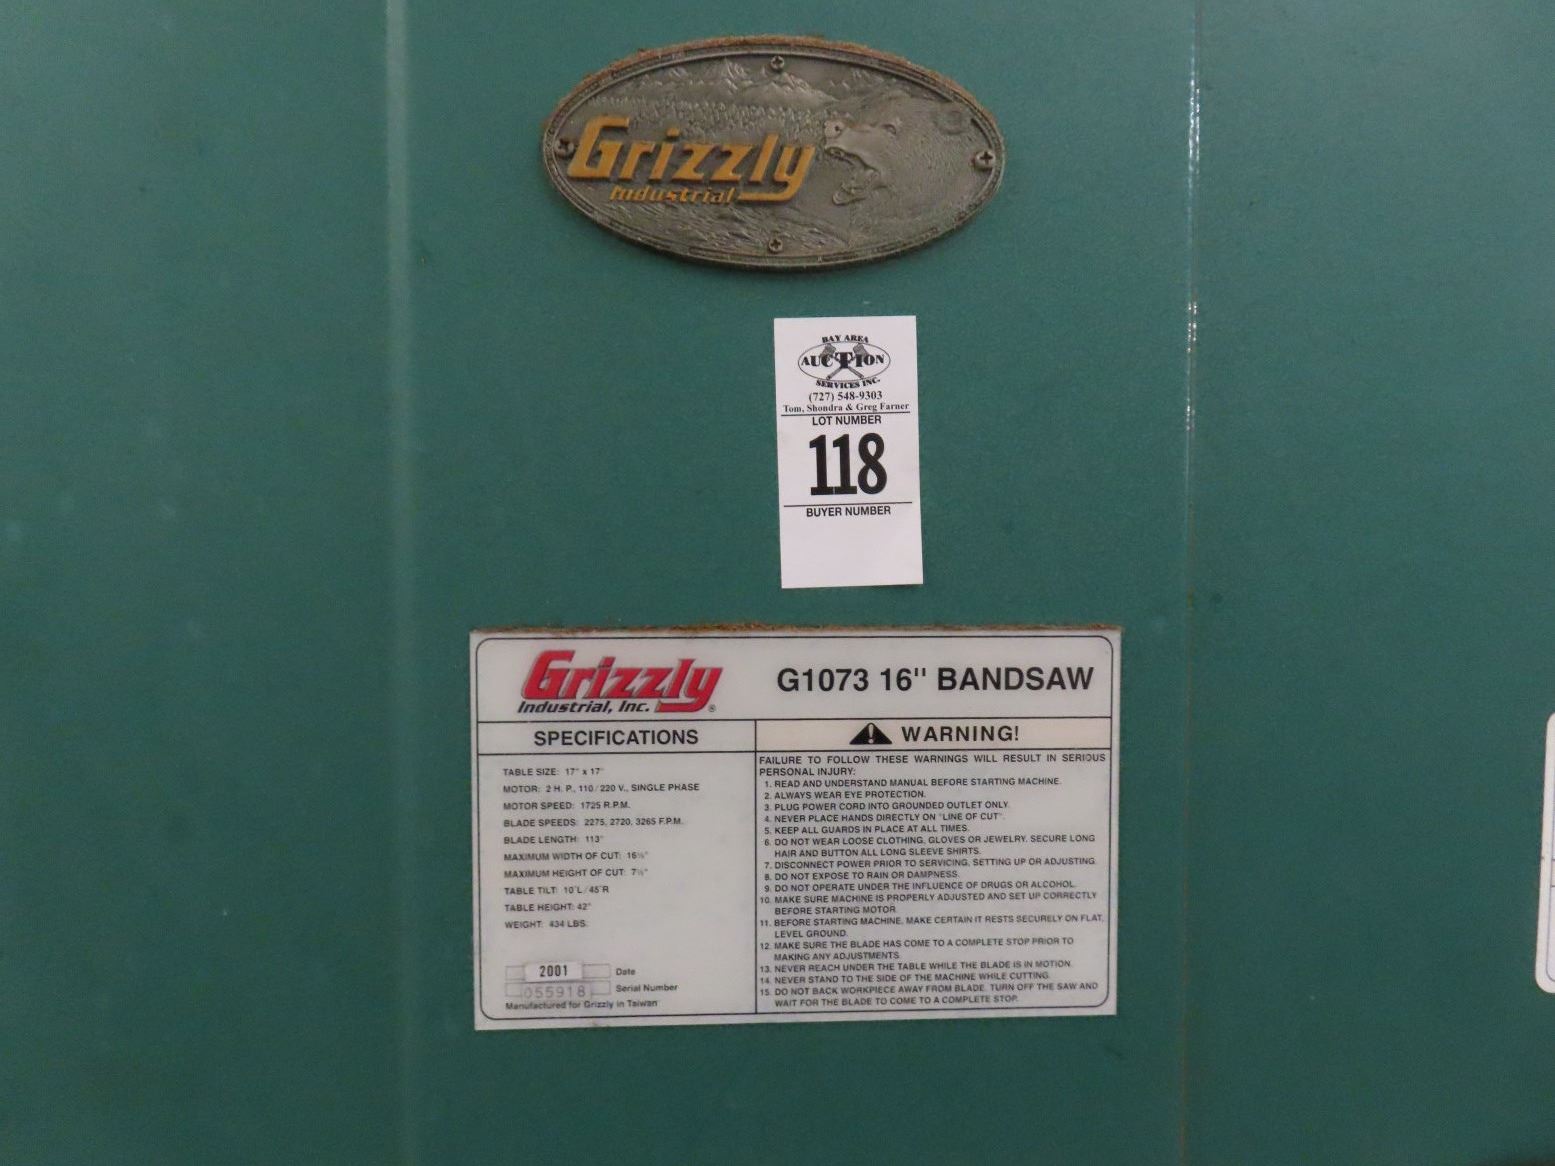 Grizzly
Industrial
BAY AREA
AUCTION
SERVICES INC.
(727) 548-9303
Tom, Shondra & Greg Farner
LOT NUMBER
118
BUYER NUMBER
Grizzly
Industrial, Inc. ®
G1073 16" BANDSAW
SPECIFICATIONS
TABLE SIZE: 17" x 17"
MOTOR: 2 H. P., 110/220 V., SINGLE PHASE
MOTOR SPEED: 1725 R.P.M.
BLADE SPEEDS: 2275, 2720, 3265 F.P.M.
BLADE LENGTH: 113"
MAXIMUM WIDTH OF CUT:
MAXIMUM HEIGHT OF CUT:
TABLE TILT: 10°L / 45°R
TABLE HEIGHT: 42"
WEIGHT: 434 LBS.
2001 Date
055918 Serial Number
Manufactured for Grizzly in Taiwan
WARNING!
FAILURE TO FOLLOW THESE WARNINGS WILL RESULT IN SERIOUS
PERSONAL INJURY:
1. READ AND UNDERSTAND MANUAL BEFORE STARTING MACHINE.
2. ALWAYS WEAR EYE PROTECTION.
3. PLUG POWER CORD INTO GROUNDED OUTLET ONLY.
4. NEVER PLACE HANDS DIRECTLY ON "LINE OF CUT".
5. KEEP ALL GUARDS IN PLACE AT ALL TIMES.
6. DO NOT WEAR LOOSE CLOTHING, GLOVES OR JEWELRY. SECURE LONG
HAIR AND BUTTON ALL LONG SLEEVE SHIRTS.
7. DISCONNECT POWER PRIOR TO SERVICING, SETTING UP OR ADJUSTING.
8. DO NOT EXPOSE TO RAIN OR DAMPNESS.
9. DO NOT OPERATE UNDER THE INFLUENCE OF DRUGS OR ALCOHOL.
10. MAKE SURE MACHINE IS PROPERLY ADJUSTED AND SET UP CORRECTLY
BEFORE STARTING MOTOR.
11. BEFORE STARTING MACHINE, MAKE CERTAIN IT RESTS SECURELY ON FLAT,
LEVEL GROUND.
12. MAKE SURE THE BLADE HAS COME TO A COMPLETE STOP PRIOR TO
MAKING ANY ADJUSTMENTS
13. NEVER REACH UNDER THE TABLE WHILE THE BLADE IS IN MOTION.
14. NEVER STAND TO THE SIDE OF THE MACHINE WHILE CUTTING.
15. DO NOT BACK WORKPIECE AWAY FROM BLADE. TURN OFF THE SAW AND
WAIT FOR THE BLADE TO COME TO A COMPLETE STOP.